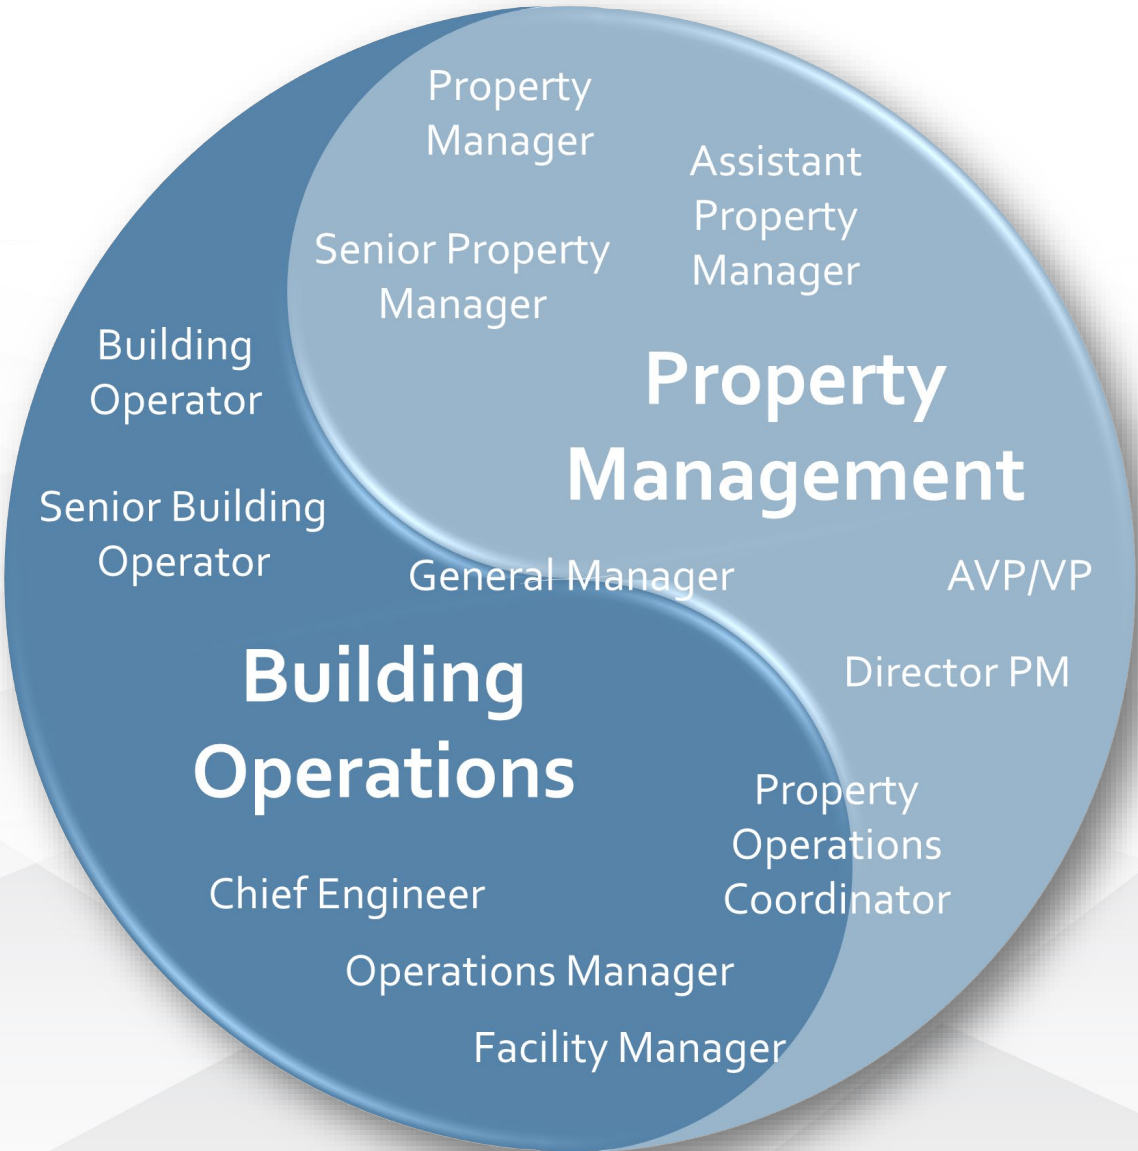 Property
Manager
Assistant
Property
Manager
Senior Property
Manager
Property
Management
Building
Operator
Senior Building
Operator
General Manager
AVP/VP
Director PM
Building
Operations
Property
Operations
Coordinator
Chief Engineer
Operations Manager
Facility Manager